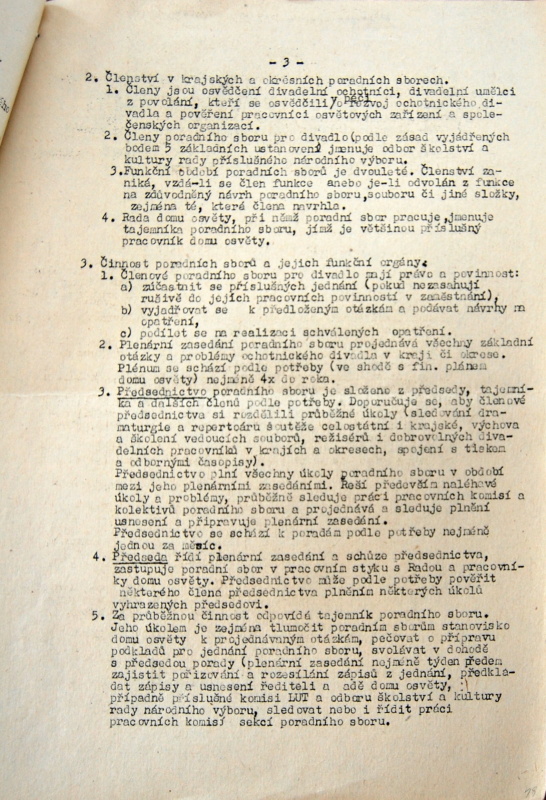 - 3 -
2. Členství v krajských a okresních poradních sborech.
1. Členy jsou osvědčení divadelní ochotníci, divadelní umělci
z povolání, kteří se osvědčili /péčí o rozvoj ochotnického di-
vadla a pověření pracovníci osvětových zařízení a spole-
čenských organizací.
2. Členy poradního sboru pro divadlo (podle zásad vyjádřených
bodem 5 základních ustanovení jmenuje odbor školství a
kultury rady příslušného národního výboru.
3.Funkční období poradních sborů je dvouleté. Členství za-
niká, vzdá-li se člen funkce anebo je-li odvolán z funkce
na zdůvodněný návrh poradního sboru,souboru či jiné složky,
zejména té, která člena navrhla.
4. Rada domu osvěty, při němž poradní sbor pracuje,jmenuje
tajemníka poradního sboru, jímž je většinou příslušný
pracovník domu osvěty.
3. Činnost poradních sborů a jejich funkční orgány.
1. Členové poradního sboru pro divadlo mají právo a povinnost:
a) zúčastnit se příslušných jednání (pokud nezasahují
rušivě do jejich pracovních povinností v zaměstnání),
b) vyjadřovat se k předloženým otázkám a podávat návrhy na
opatření,
c) podílet se na realizaci schválených opatření.
2. Plenární zasedání poradního sboru projednává všechny základní
otázky a problémy ochotnického divadla v kraji či okrese.
Plénum se schází podle potřeby (ve shodě s fin. plánem
domu osvěty) nejméně 4x do roka.
3. Předsednictvo poradního sboru je složeno z předsedy, tajemní-
ka a dalších členů podle potřeby. Doporučuje se, aby členové
předsednictva si rozdělili průběžné úkoly (sledování dra-
maturgie a repertoáru soutěže celostátní i krajské, výchova
a školení vedoucích souborů, režisérů i dobrovolných diva-
delních pracovníků v krajích a okresech, spojení s tiskem
a odbornými časopisy).
Předsednictvo plní všechny úkoly poradního sboru v období
mezi jeho plenárními zasedáními. Řeší především naléhavé
úkoly a problémy, průběžně sleduje práci pracovních komisí a
kolektivů poradního sboru a projednává a sleduje plnění
usnesení a připravuje plenární zasedání.
Předsednictvo se schází k poradám podle potřeby nejméně
jednou za měsíc.
4. Předseda řídí plenární zasedání a schůze předsednictva,
zastupuje poradní sbor v pracovním styku s Radou a pracovní-
ky domu osvěty. Předsednictvo může podle potřeby pověřit
některého člena předsednictva plněním některých úkolů
vyhrazených předsedovi.
5. Za průběžnou činnost odpovídá tajemník poradního sboru.
Jeho úkolem je zejména tlumočit poradním sborům stanovisko
domu osvěty k projednávaným otázkám, pečovat o přípravu
podkladů pro jednání poradního sboru, svolávat v dohodě
s předsedou porady (plenární zasedání nejméně týden předem
zajistit pořizování a rozesílání zápisů z jednání, předklá-
dat zápisy a usnesení řediteli a adě domu osvěty,
případně příslušné komisi LUT a odboru školství a kultury
rady národního výboru, sledovat nebo i řídit práci
pracovních komisí sekcí poradního sboru.